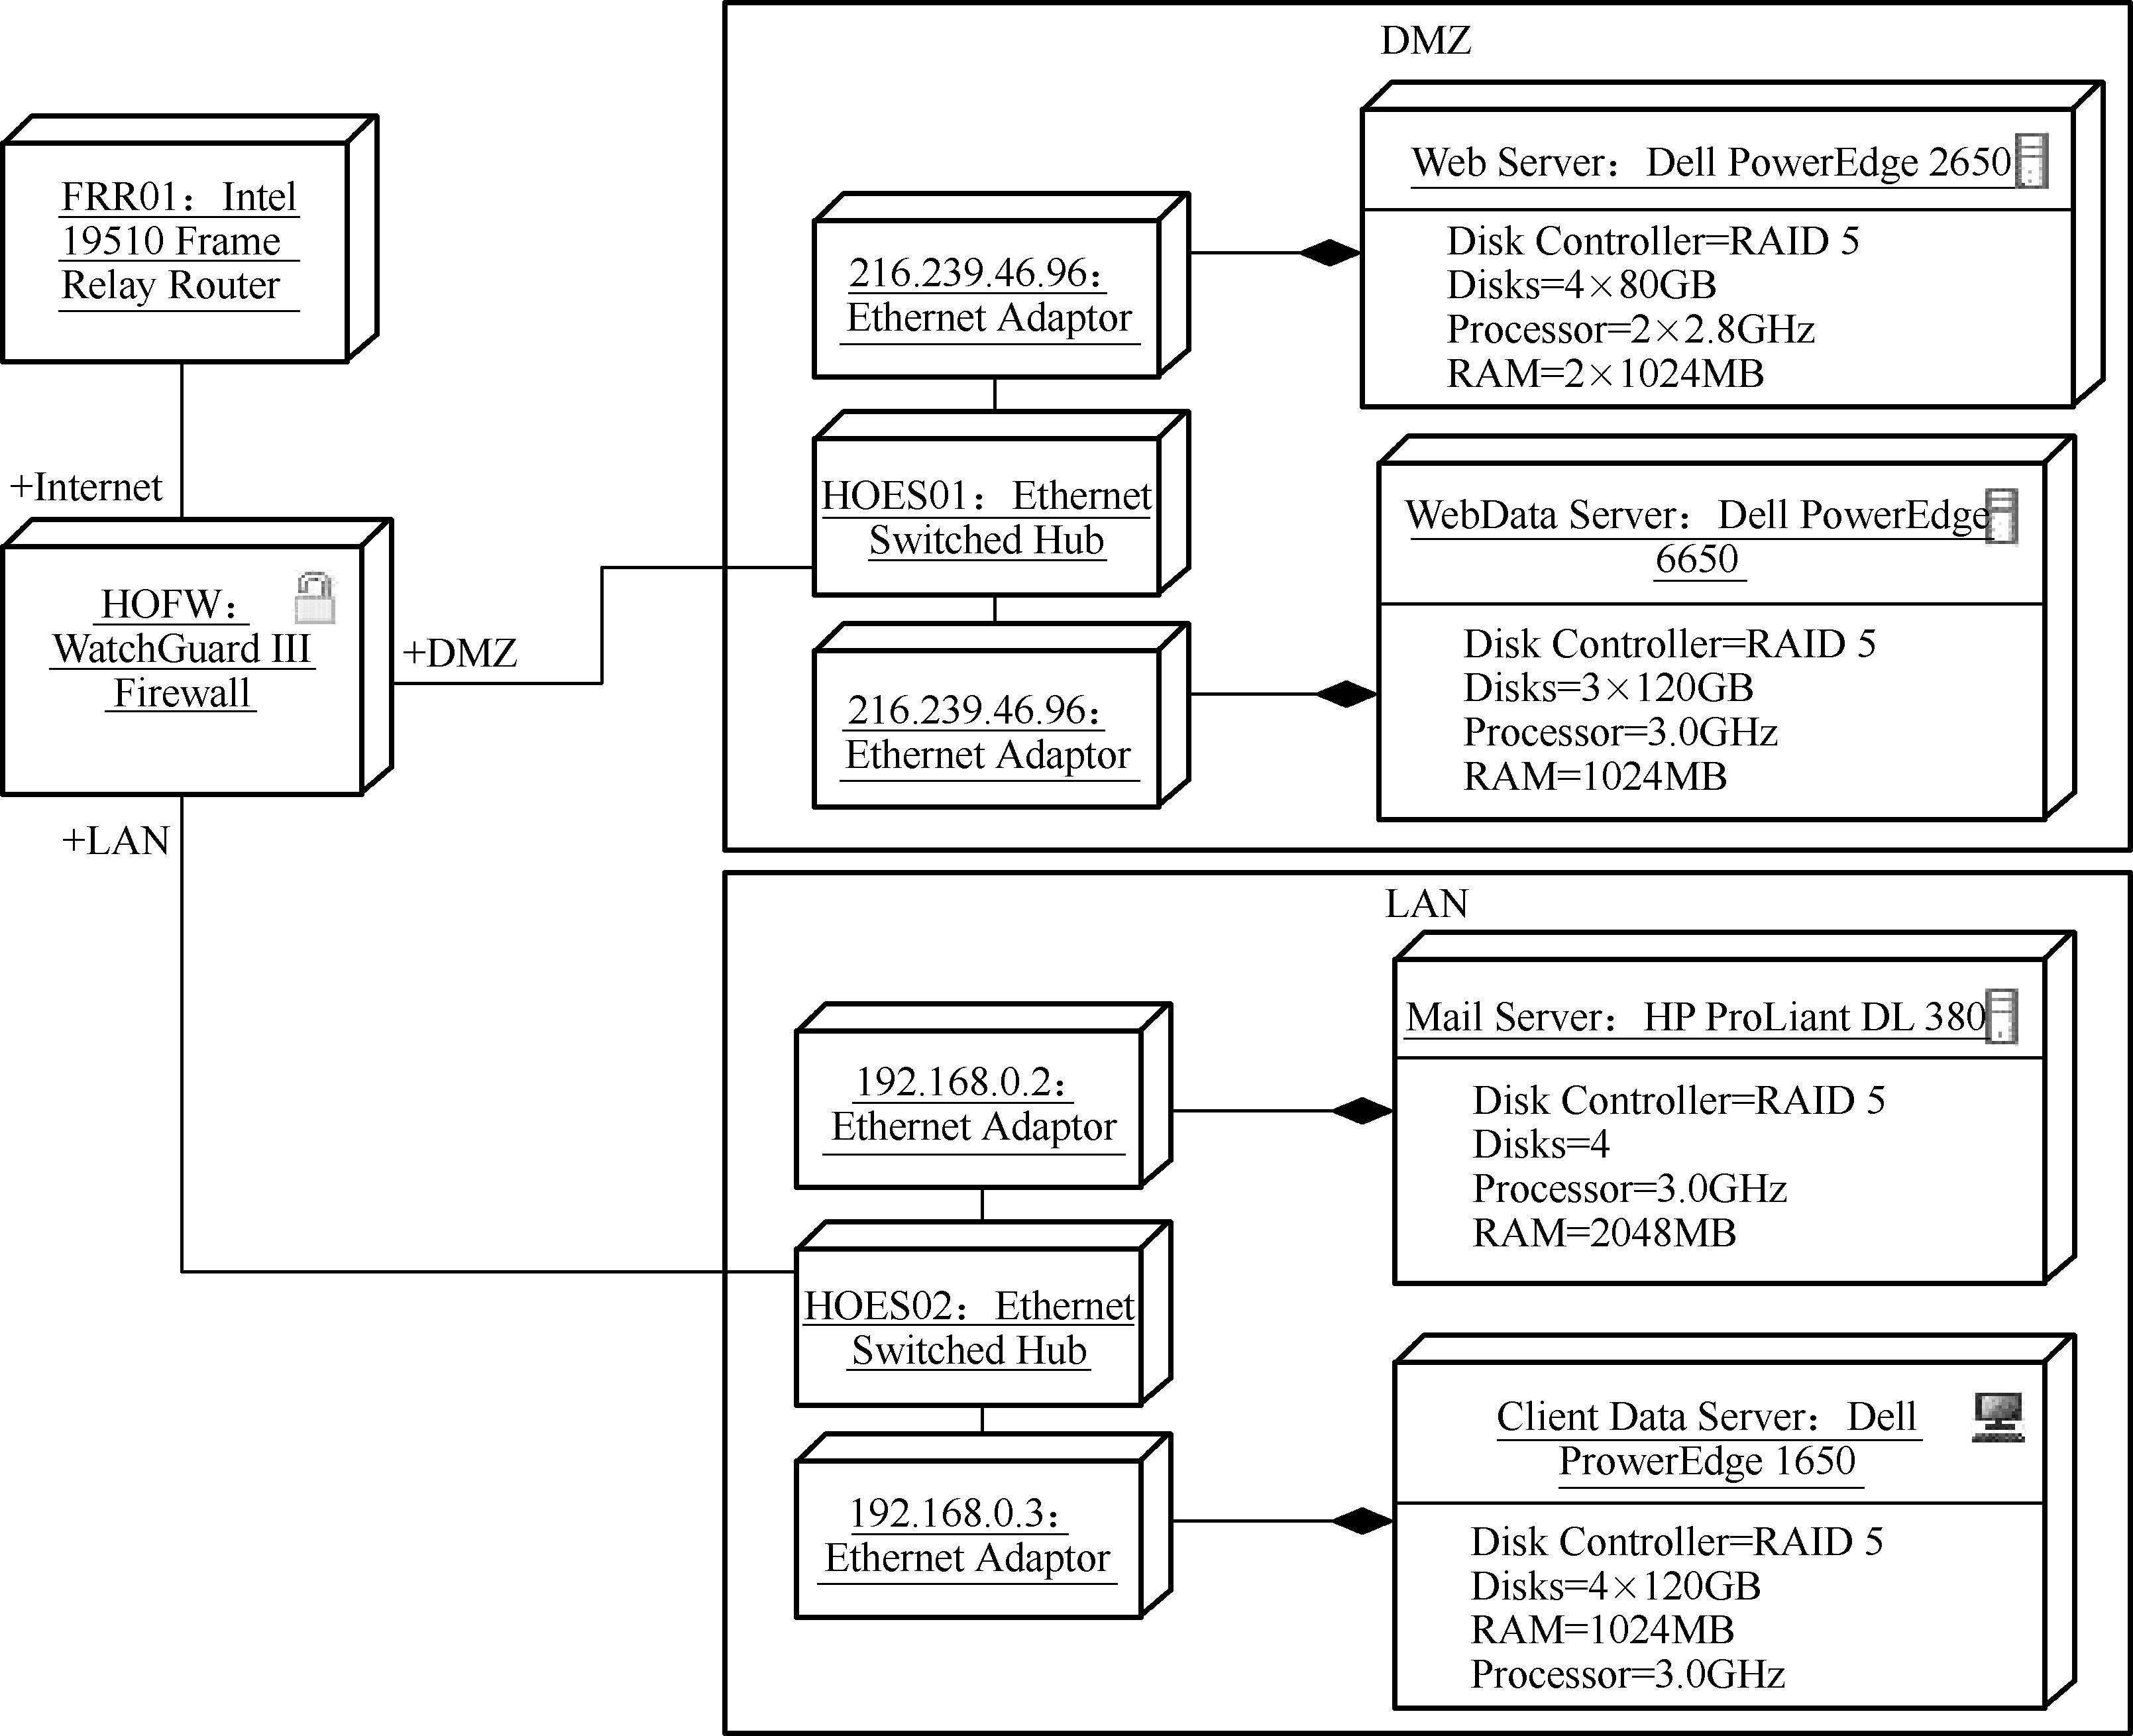 FRR01：Intel
19510 Frame
Relay Router
+Internet
HOFW：
WatchGuard III
Firewall
+DMZ
+LAN
DMZ
216.239.46.96：
Ethernet Adaptor
HOES01：Ethernet
Switched Hub
216.239.46.96：
Ethernet Adaptor
Web Server：Dell PowerEdge 2650
Disk Controller=RAID 5
Disks=4×80GB
Processor=2×2.8GHz
RAM=2×1024MB
WebData Server：Dell PowerEdge
6650
Disk Controller=RAID 5
Disks=3×120GB
Processor=3.0GHz
RAM=1024MB
LAN
192.168.0.2：
Ethernet Adaptor
HOES02：Ethernet
Switched Hub
192.168.0.3：
Ethernet Adaptor
Mail Server：HP ProLiant DL 380
Disk Controller=RAID 5
Disks=4
Processor=3.0GHz
RAM=2048MB
Client Data Server：Dell
ProwerEdge 1650
Disk Controller=RAID 5
Disks=4×120GB
RAM=1024MB
Processor=3.0GHz